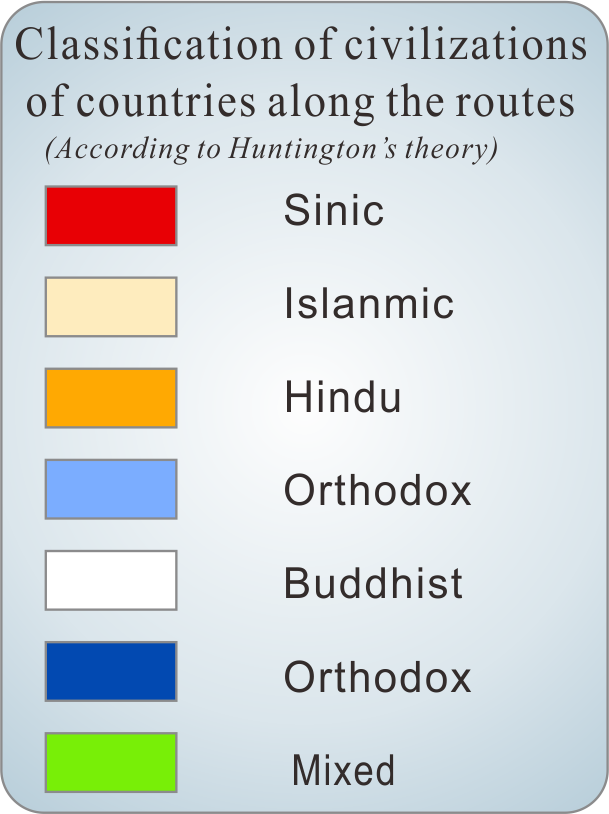 Classification of civilizations
of countries along the routes
(According to Huntington’s theory)
Sinic
Islanmic
Hindu
Orthodox
Buddhist
Orthodox
Mixed